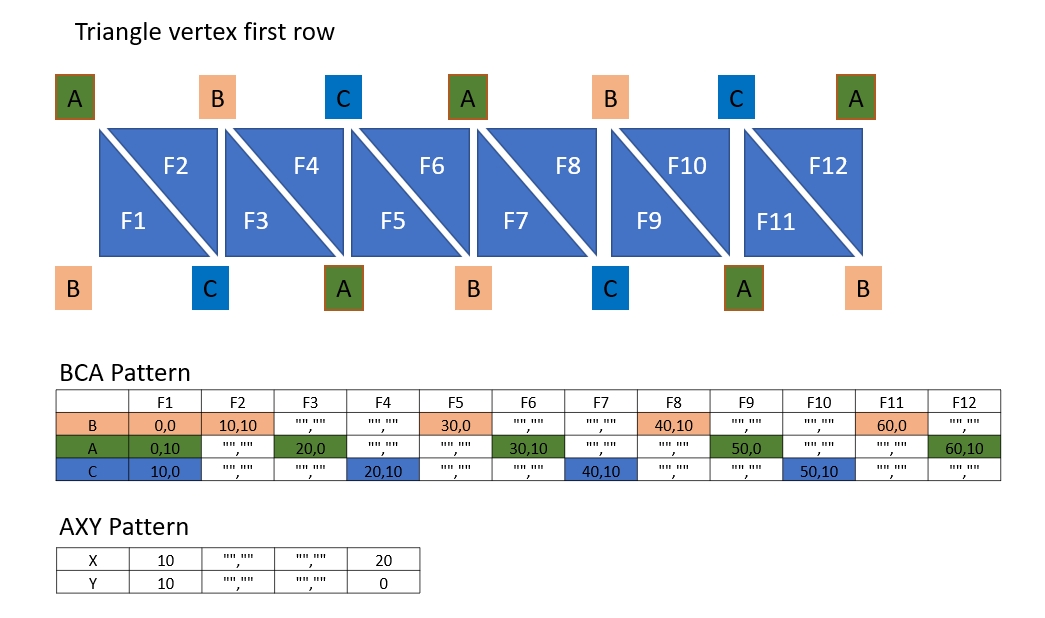 Triangle vertex first row
A B C A B C A
F2 F4 F6 F8 F10 F12
F1 F3 F5 F7 F9 F11
B C A B C A B
BCA Pattern
F1 F2 F3 F4 F5 F6 F7 F8 F9 F10 F11 F12
B 0,0 10,10 "","" "","" 30,0 "","" "","" 40,10 "","" "","" 60,0 "",""
A 0,10 "","" 20,0 "","" "","" 30,10 "","" "","" 50,0 "","" "","" 60,10
C 10,0 "","" "","" 20,10 "","" "","" 40,10 "","" "","" 50,10 "","" "",""
AXY Pattern
X 10 "","" "","" 20
Y 10 "","" "","" 0